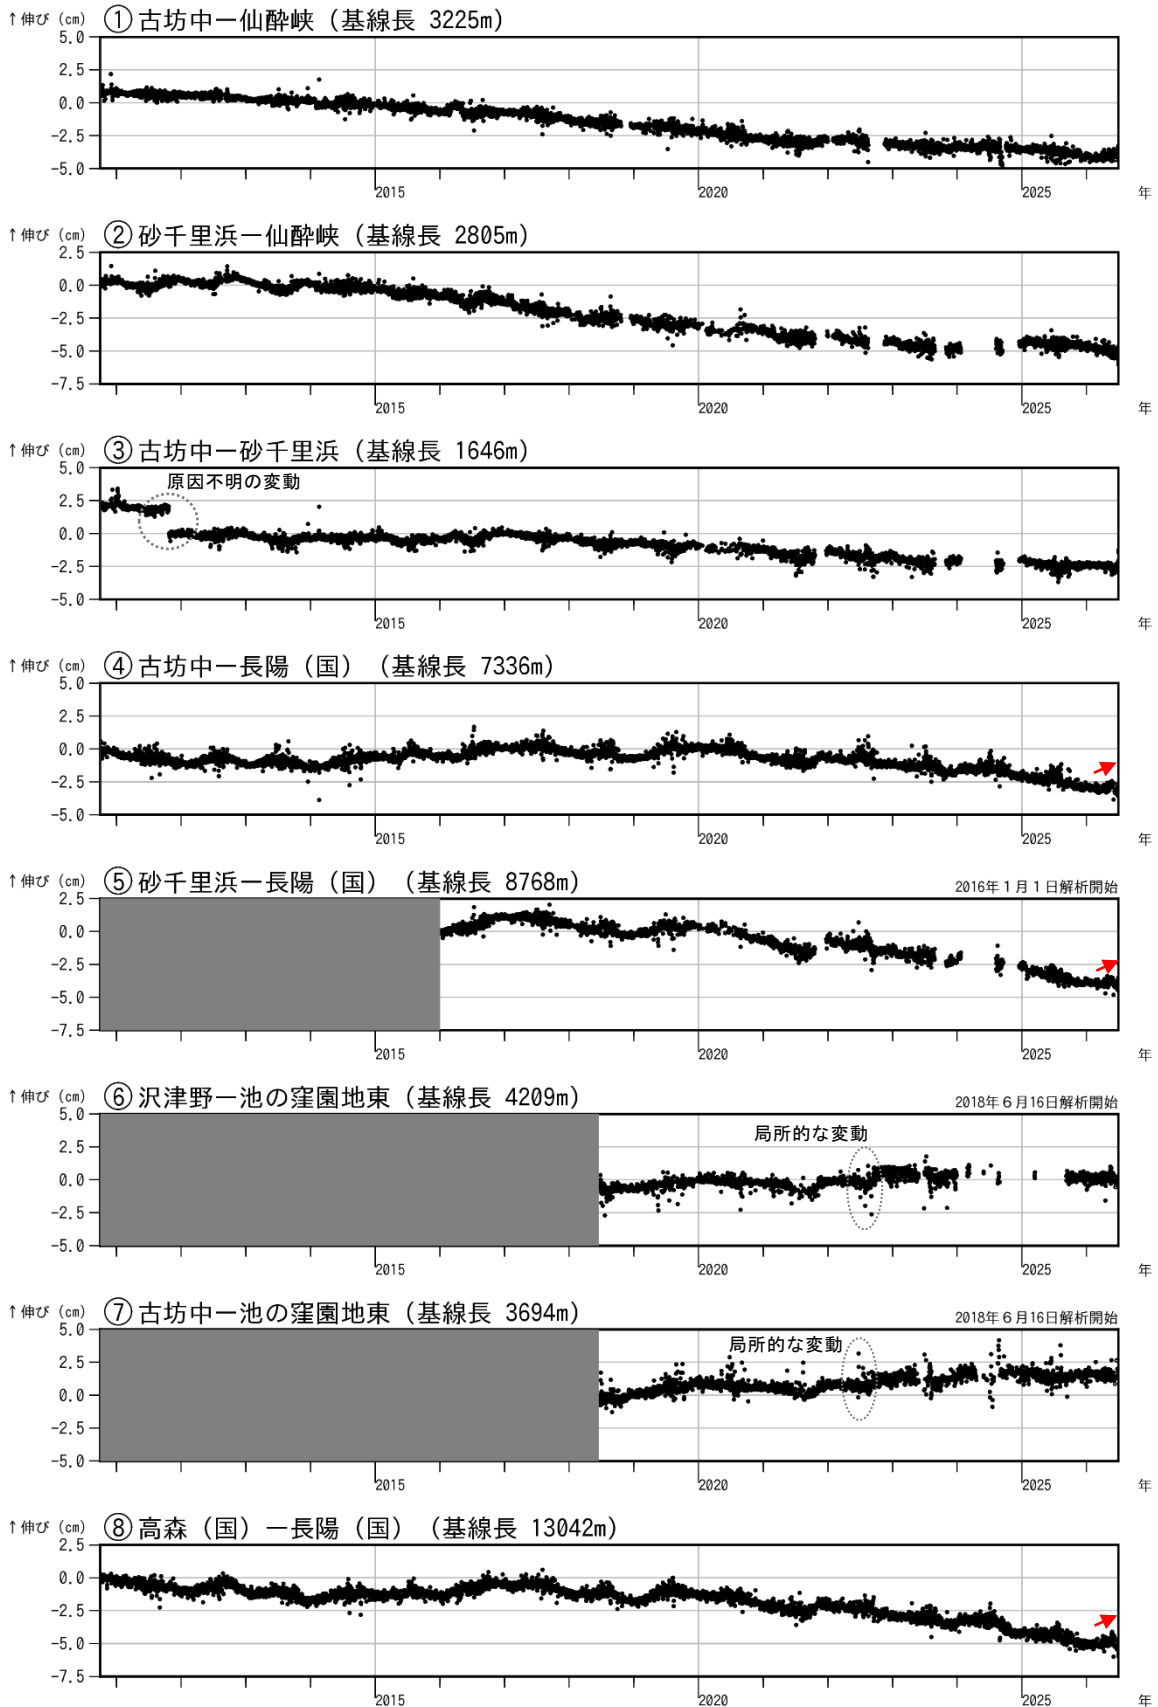 ↑伸び (cm) ①古坊中ー仙酔峡（基線長 3225m）
5.0
2.5
0.0
-2.5
-5.0
2015 2020 2025 年
↑伸び (cm) ②砂千里浜ー仙酔峡（基線長 2805m）
2.5
0.0
-2.5
-5.0
-7.5
2015 2020 2025 年
↑伸び (cm) ③古坊中ー砂千里浜（基線長 1646m）
5.0
原因不明の変動
2.5
0.0
-2.5
-5.0
2015 2020 2025 年
↑伸び (cm) ④古坊中ー長陽（国）（基線長 7336m）
5.0
2.5
0.0
-2.5
-5.0
2015 2020 2025 年
↑伸び (cm) ⑤砂千里浜ー長陽（国）（基線長 8768m） 2016年１月１日解析開始
2.5
0.0
-2.5
-5.0
-7.5
2015 2020 2025 年
↑伸び (cm) ⑥沢津野ー池の窪園地東（基線長 4209m） 2018年６月16日解析開始
5.0
局所的な変動
2.5
0.0
-2.5
-5.0
2015 2020 2025 年
↑伸び (cm) ⑦古坊中ー池の窪園地東（基線長 3694m） 2018年６月16日解析開始
5.0
局所的な変動
2.5
0.0
-2.5
-5.0
2015 2020 2025 年
↑伸び (cm) ⑧高森（国）ー長陽（国）（基線長 13042m）
2.5
0.0
-2.5
-5.0
-7.5
2015 2020 2025 年